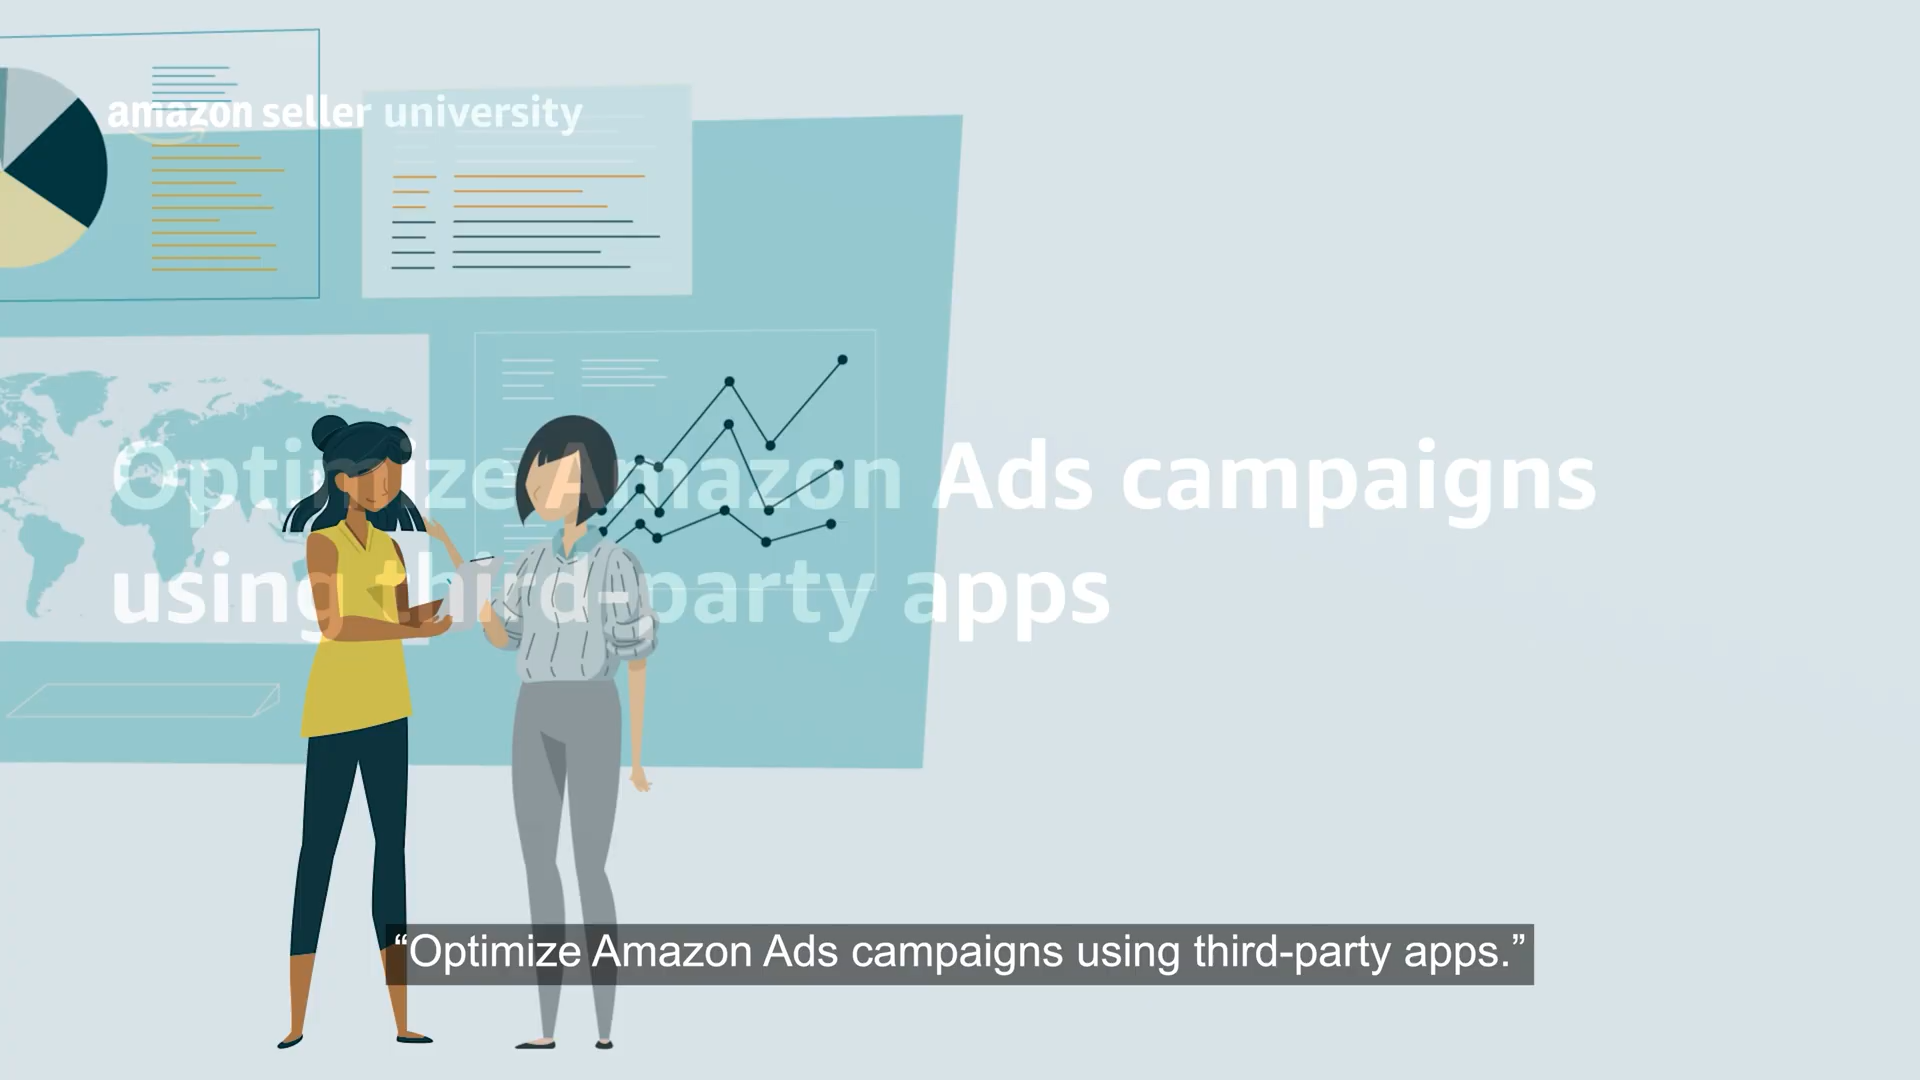 amazon seller university
Optimize Amazon Ads campaigns
using third-party apps
“Optimize Amazon Ads campaigns using third-party apps.”